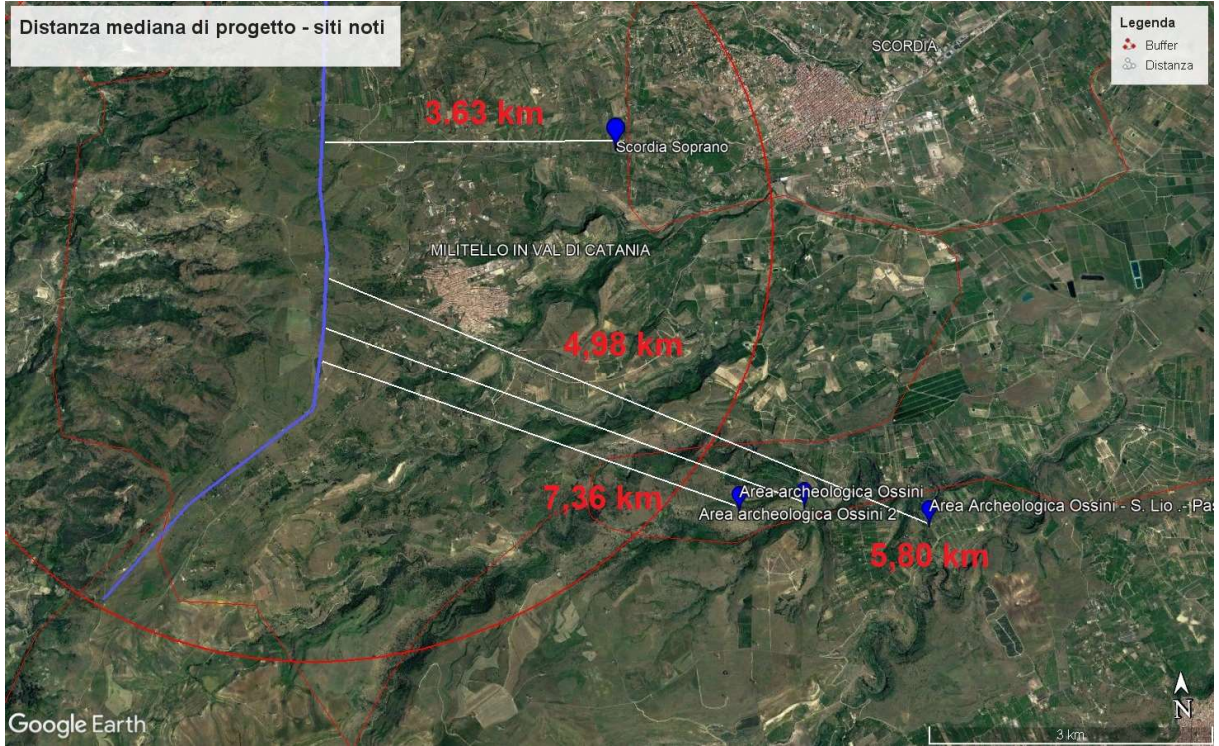 Distanza mediana di progetto - siti noti
Legenda
Buffer
Distanza
SCORDIA
3,63 km
Scordia Soprano
MILITELLO IN VAL DI CATANIA
4,98 km
7,36 km
Area archeologica Ossini
Area archeologica Ossini 2
Area Archeologica Ossini - S. Lio .- Pas
5,80 km
N
Google Earth
3 km